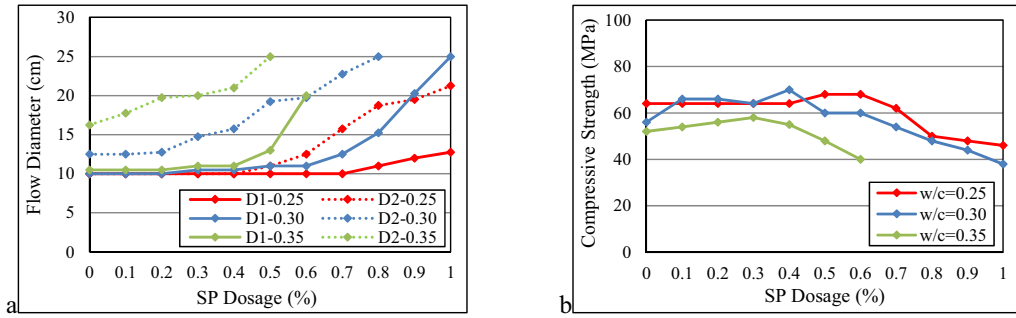 30
25
20
15
10
5
0
Flow Diameter (cm)
D1-0.25 D2-0.25
D1-0.30 D2-0.30
D1-0.35 D2-0.35
0 0.1 0.2 0.3 0.4 0.5 0.6 0.7 0.8 0.9 1
SP Dosage (%)
a
100
80
60
40
20
0
Compressive Strength (MPa)
w/c=0.25
w/c=0.30
w/c=0.35
0 0.1 0.2 0.3 0.4 0.5 0.6 0.7 0.8 0.9 1
SP Dosage (%)
b